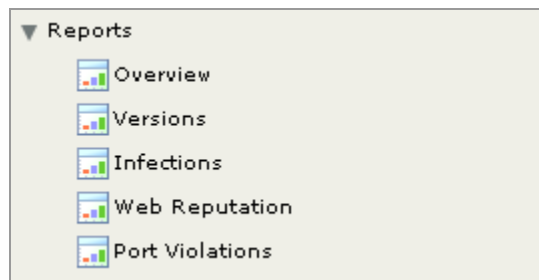 Reports
Overview
Versions
Infections
Web Reputation
Port Violations